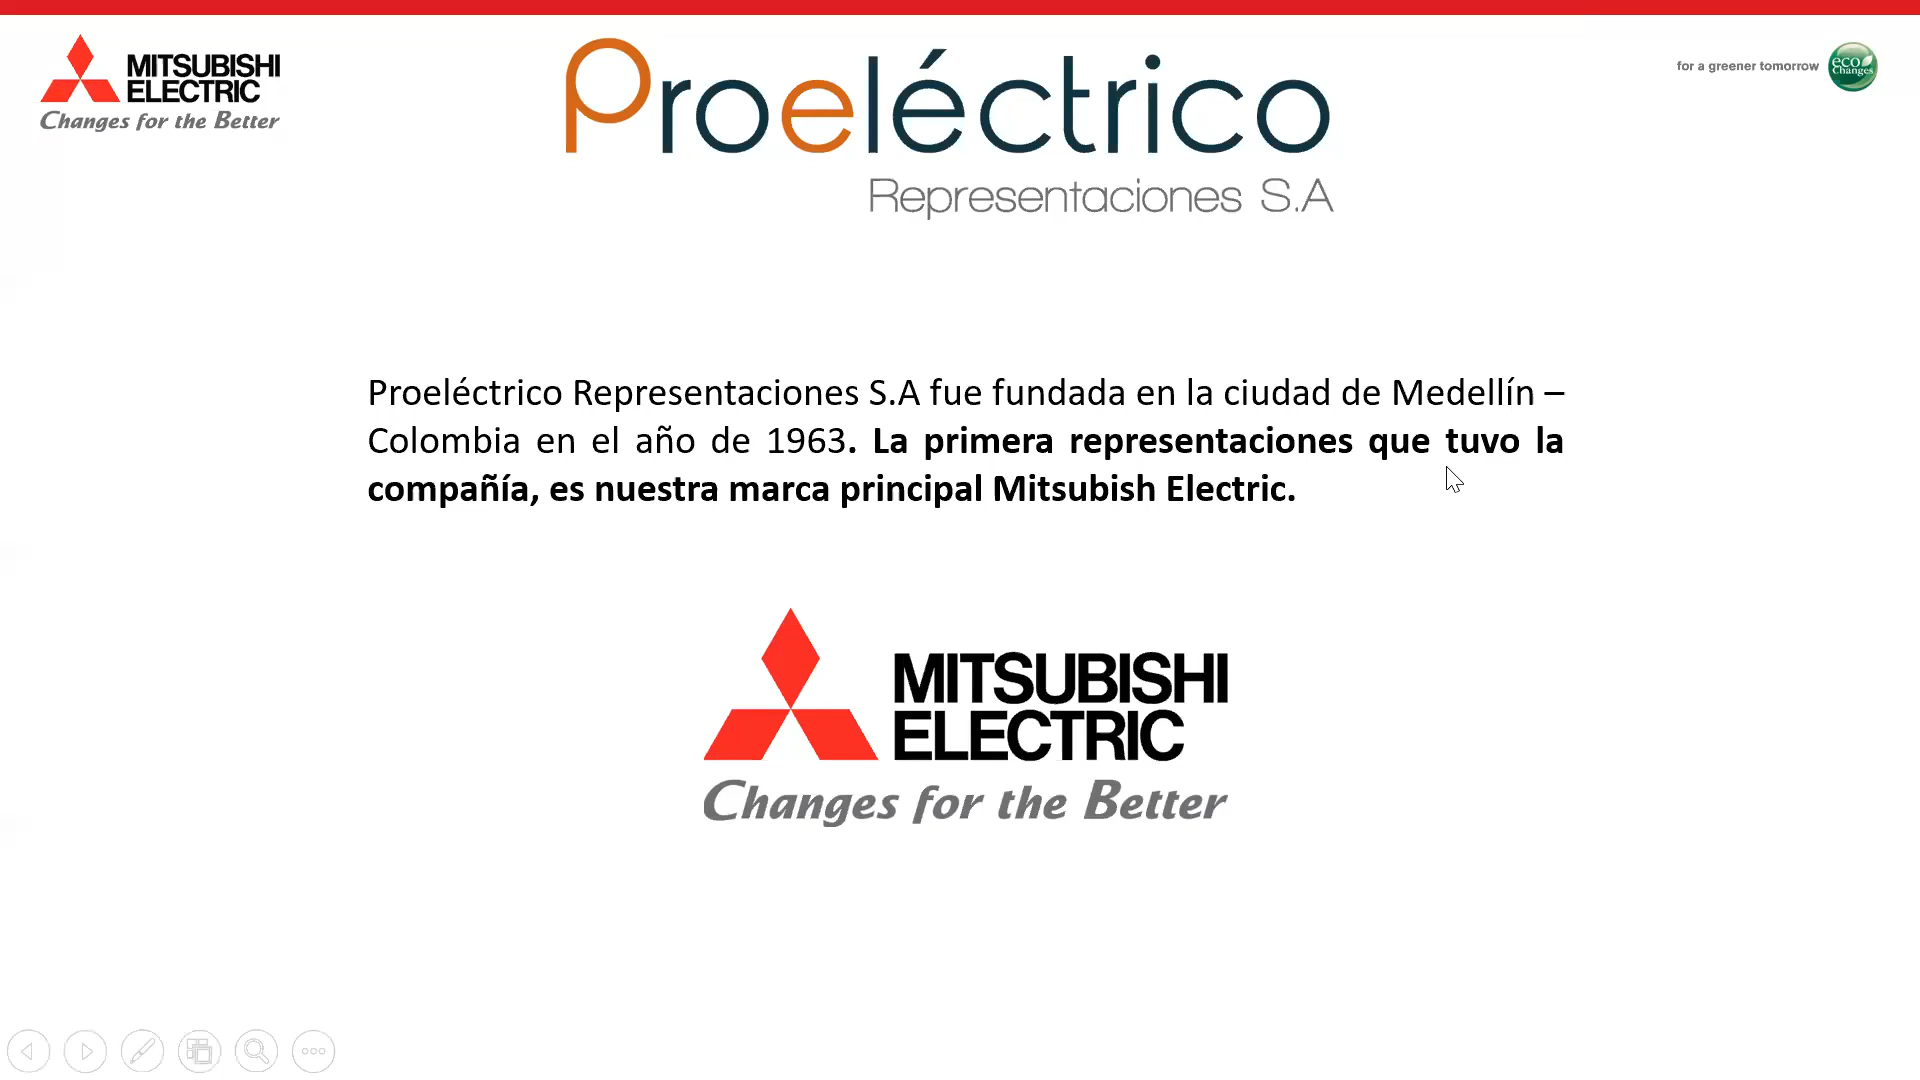 MITSUBISHI
ELECTRIC
Changes for the Better
Proeléctrico
Representaciones S.A
for a greener tomorrow
eco
Changes
Proeléctrico Representaciones S.A fue fundada en la ciudad de Medellín –
Colombia en el año de 1963. La primera representaciones que tuvo la
compañía, es nuestra marca principal Mitsubish Electric.
MITSUBISHI
ELECTRIC
Changes for the Better